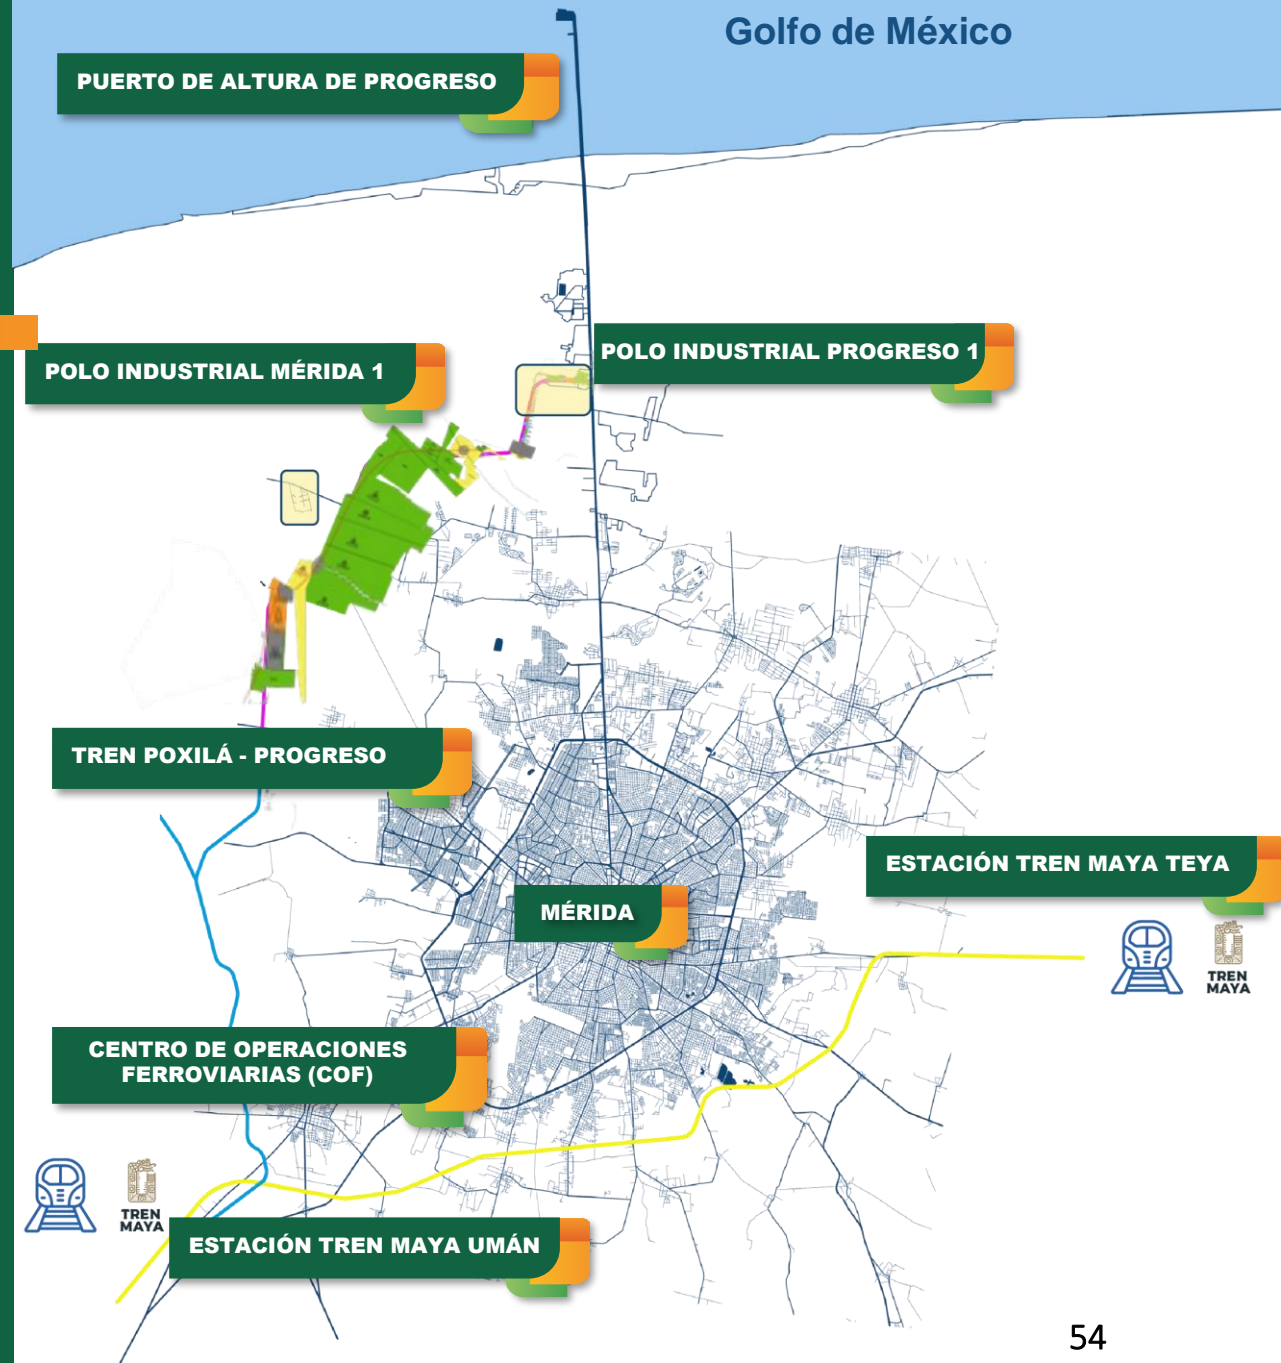 Golfo de México
PUERTO DE ALTURA DE PROGRESO
POLO INDUSTRIAL PROGRESO 1
POLO INDUSTRIAL MÉRIDA 1
TREN POXILÁ - PROGRESO
ESTACIÓN TREN MAYA TEYA
MÉRIDA
TREN
MAYA
CENTRO DE OPERACIONES
FERROVIARIAS (COF)
TREN
MAYA
ESTACIÓN TREN MAYA UMÁN
54